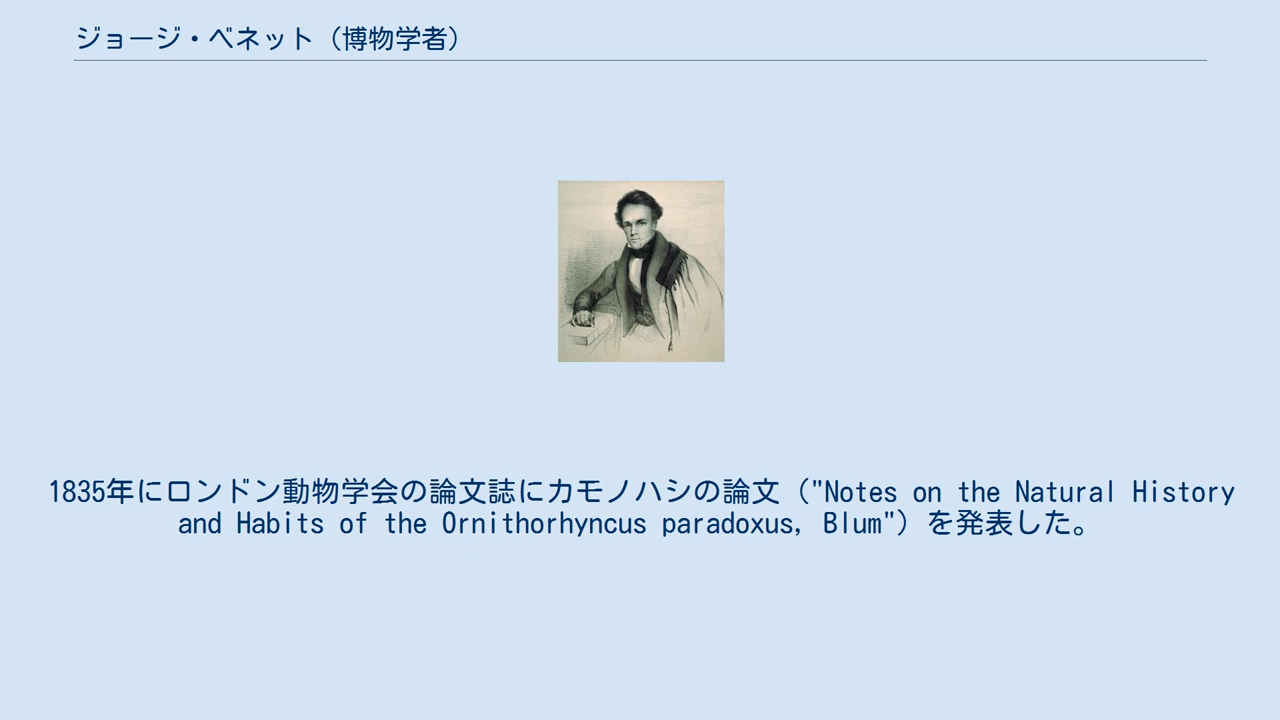 ジョージ・ベネット（博物学者）
1835年にロンドン動物学会の論文誌にカモノハシの論文（"Notes on the Natural History
and Habits of the Ornithorhyncus paradoxus, Blum"）を発表した。